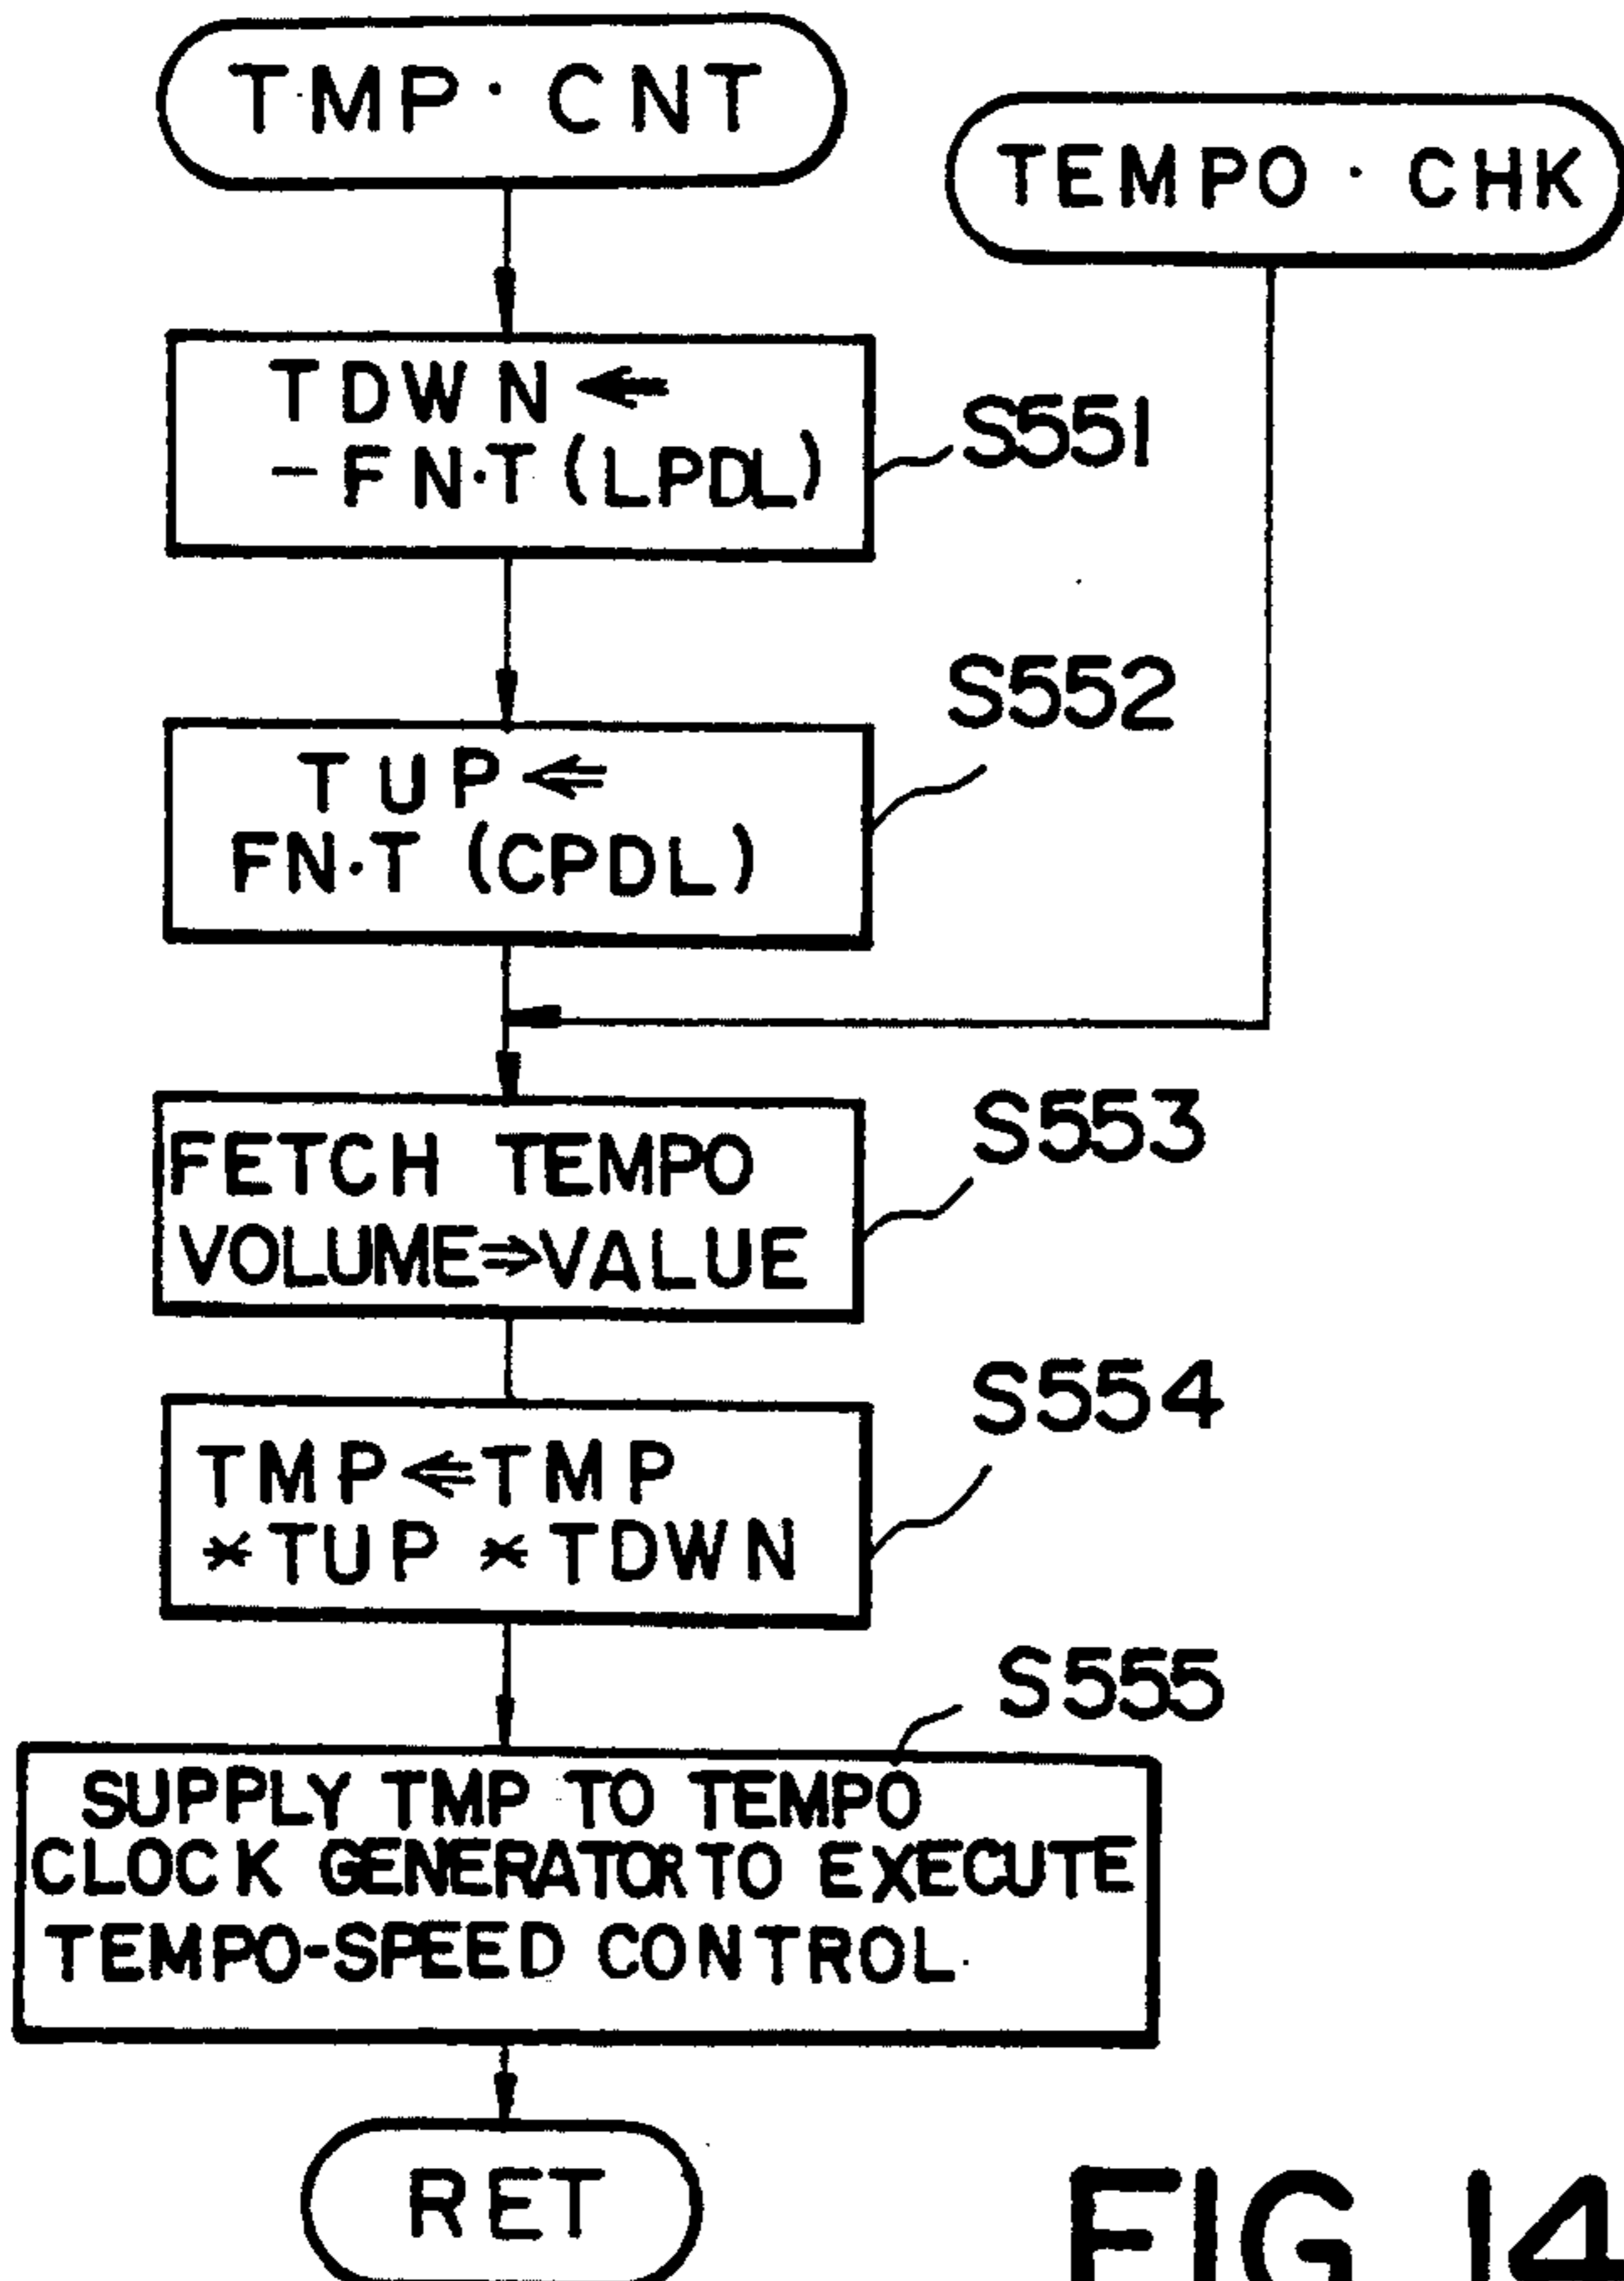 TMP・CNT
TEMPO・CHK
TDWN⇐
-FN・T(LPDL)
S551
S552
TUP⇐
FN・T(CPDL)
S553
FETCH TEMPO
VOLUME⇒VALUE
S554
TMP⇐TMP
*TUP*TDWN
S555
SUPPLY TMP TO TEMPO
CLOCK GENERATOR TO EXECUTE
TEMPO-SPEED CONTROL.
RET
FIG 14